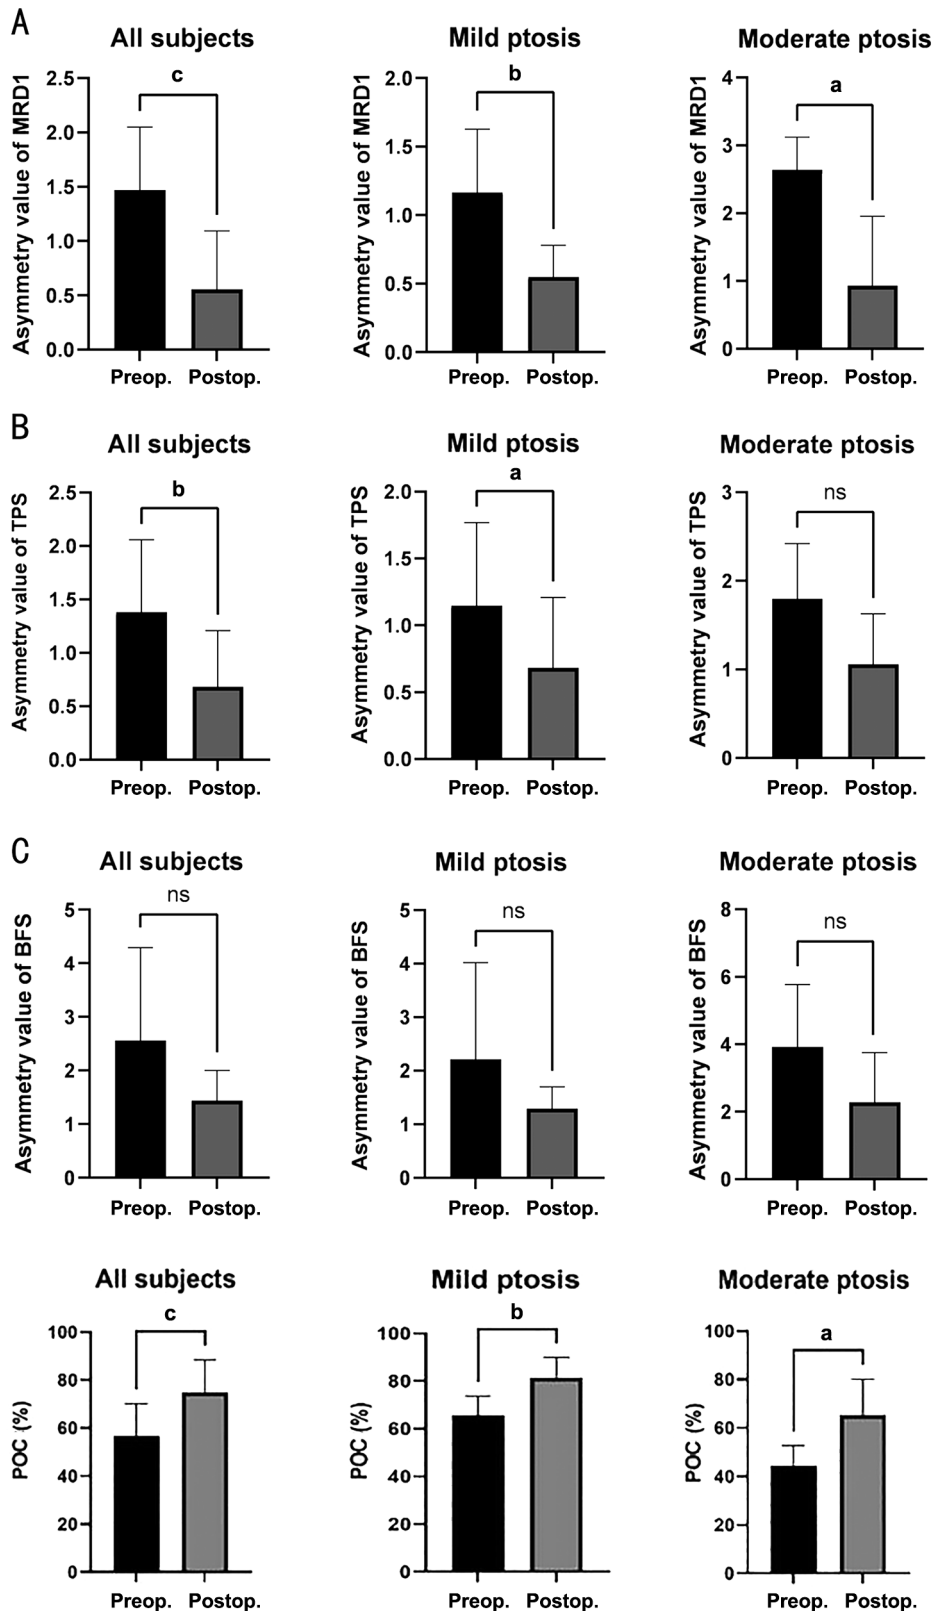 A
All subjects
Mild ptosis
Moderate ptosis
c
b
a
Asymmetry value of MRD1
2.5
2.0
1.5
1.0
0.5
0.0
Preop. Postop.
Asymmetry value of MRD1
2.0
1.5
1.0
0.5
0.0
Preop. Postop.
Asymmetry value of MRD1
4
3
2
1
0
Preop. Postop.
B
All subjects
Mild ptosis
Moderate ptosis
b
a
ns
Asymmetry value of TPS
2.5
2.0
1.5
1.0
0.5
0.0
Preop. Postop.
Asymmetry value of TPS
2.0
1.5
1.0
0.5
0.0
Preop. Postop.
Asymmetry value of TPS
3
2
1
0
Preop. Postop.
C
All subjects
Mild ptosis
Moderate ptosis
ns
ns
ns
Asymmetry value of BFS
5
4
3
2
1
0
Preop. Postop.
Asymmetry value of BFS
5
4
3
2
1
0
Preop. Postop.
Asymmetry value of BFS
8
6
4
2
0
Preop. Postop.
All subjects
Mild ptosis
Moderate ptosis
c
b
a
POC (%)
100
80
60
40
20
0
Preop. Postop.
POC (%)
100
80
60
40
20
0
Preop. Postop.
POC (%)
100
80
60
40
20
0
Preop. Postop.